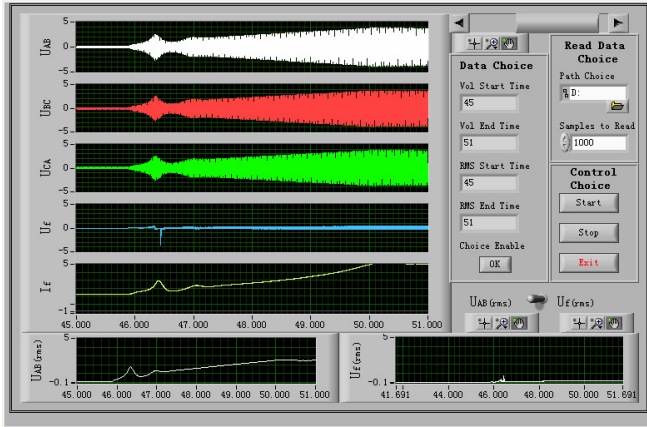 5
UAB
0
-5
5
UBC
0
-5
5
UCA
0
-5
5
Uf
0
-5
5
If
-1
45.000 46.000 47.000 48.000 49.000 50.000 51.000
Data Choice
Vol Start Time
45
Vol End Time
51
RMS Start Time
45
RMS End Time
51
Choice Enable
OK
Read Data
Choice
Path Choice
D:
Samples to Read
1000
Control
Choice
Start
Stop
Exit
UAB(rms) Uf(rms)
5
UAB(rms)
-0.1
45.000 46.000 47.000 48.000 49.000 50.000 51.000
5
Uf(rms)
-0.1
41.691 44.000 46.000 48.000 50.000 51.691